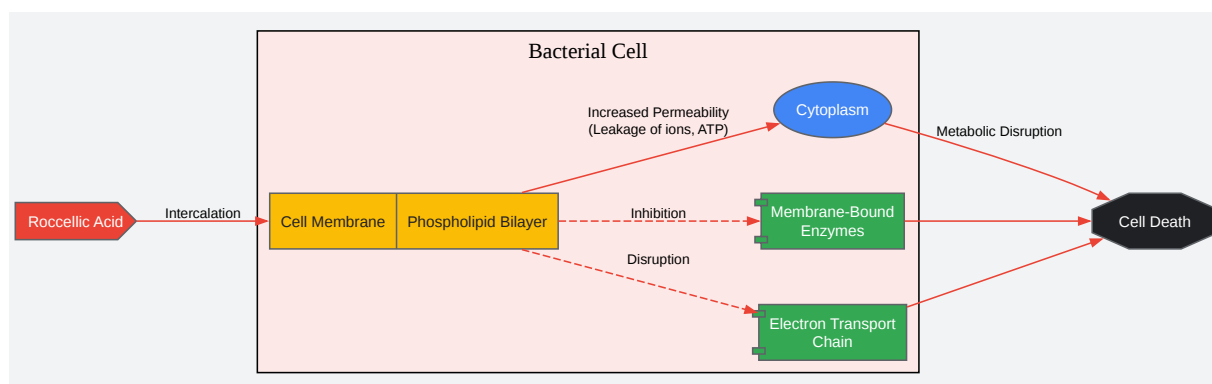 Bacterial Cell
Increased Permeability
(Leakage of ions, ATP)
Cytoplasm
Metabolic Disruption
Roccellic Acid
Intercalation
Cell Membrane
Phospholipid Bilayer
Inhibition
Membrane-Bound
Enzymes
Cell Death
Disruption
Electron Transport
Chain